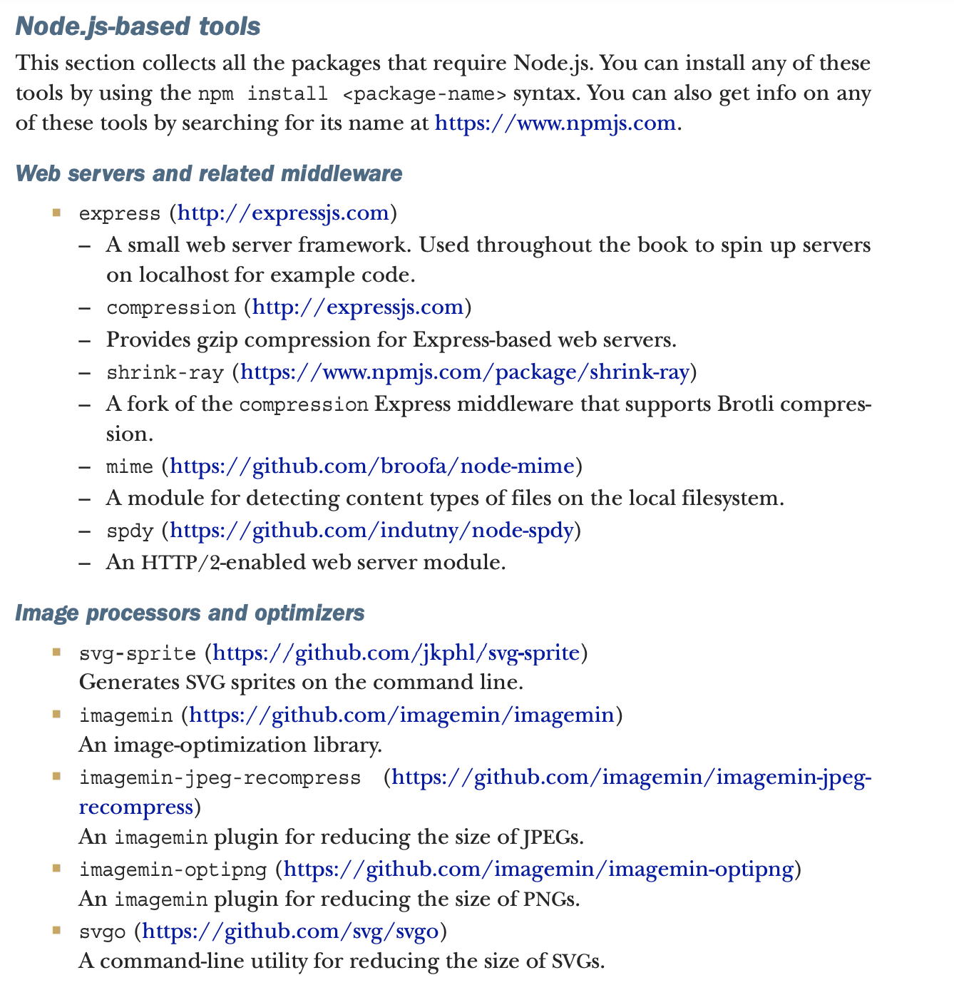 Node.js-based tools
This section collects all the packages that require Node.js. You can install any of these
tools by using the npm install <package-name> syntax. You can also get info on any
of these tools by searching for its name at https://www.npmjs.com.
Web servers and related middleware
■ express (http://expressjs.com)
– A small web server framework. Used throughout the book to spin up servers
on localhost for example code.
– compression (http://expressjs.com)
– Provides gzip compression for Express-based web servers.
– shrink-ray (https://www.npmjs.com/package/shrink-ray)
– A fork of the compression Express middleware that supports Brotli compres-
sion.
– mime (https://github.com/broofa/node-mime)
– A module for detecting content types of files on the local filesystem.
– spdy (https://github.com/indutny/node-spdy)
– An HTTP/2-enabled web server module.
Image processors and optimizers
■ svg-sprite (https://github.com/jkphl/svg-sprite)
Generates SVG sprites on the command line.
■ imagemin (https://github.com/imagemin/imagemin)
An image-optimization library.
■ imagemin-jpeg-recompress (https://github.com/imagemin/imagemin-jpeg-
recompress)
An imagemin plugin for reducing the size of JPEGs.
■ imagemin-optipng (https://github.com/imagemin/imagemin-optipng)
An imagemin plugin for reducing the size of PNGs.
■ svgo (https://github.com/svg/svgo)
A command-line utility for reducing the size of SVGs.